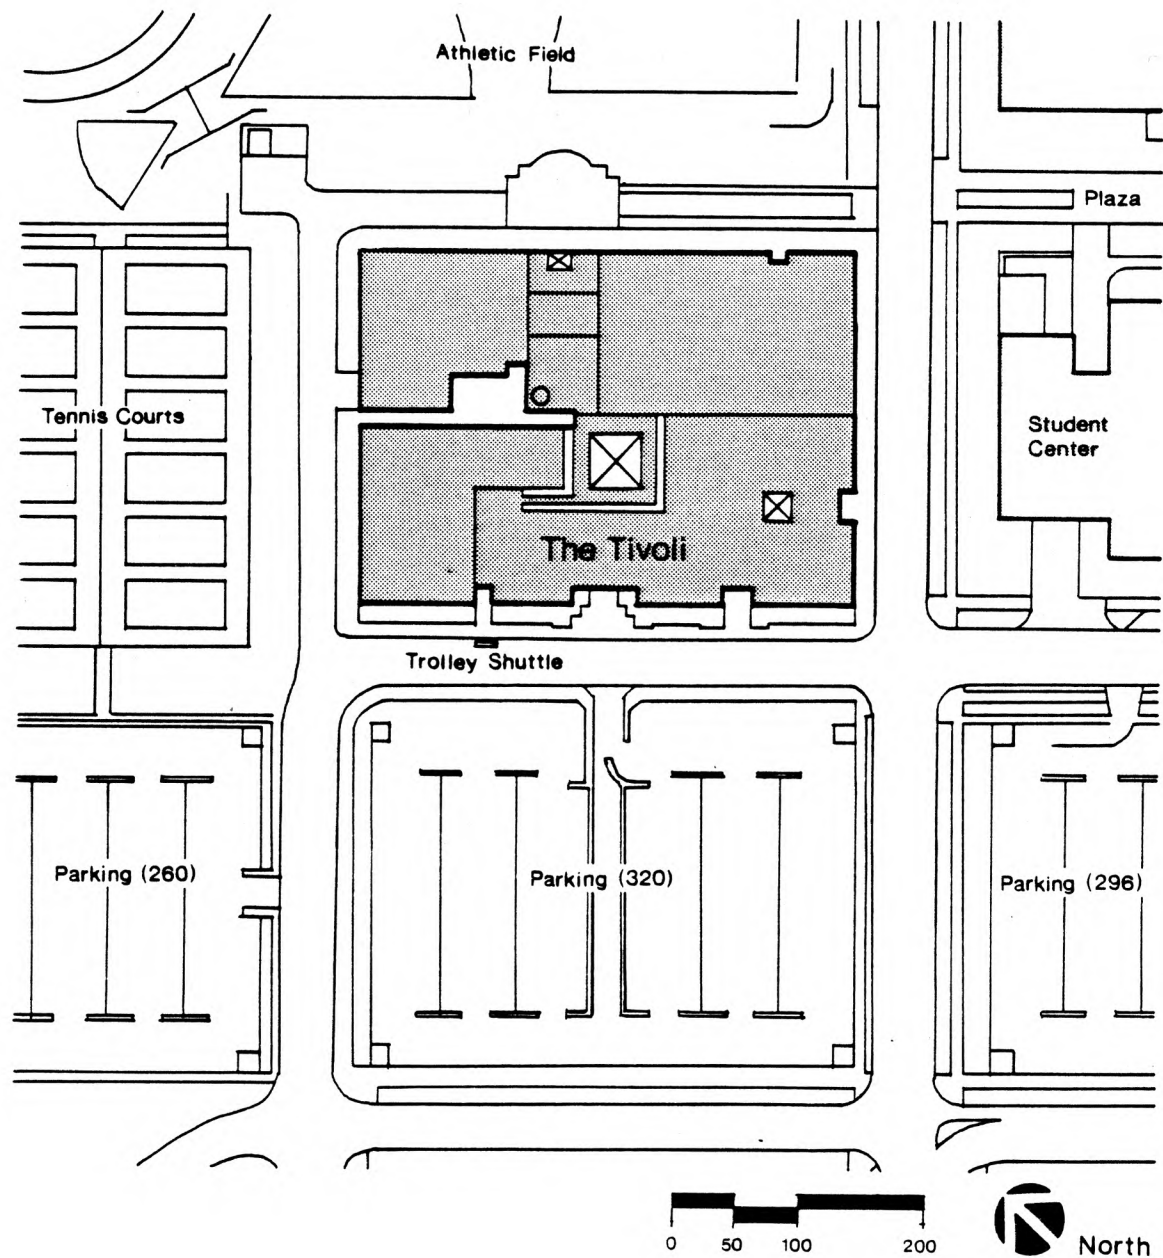 Athletic Field
Plaza
Tennis Courts
Student
Center
The Tivoli
Trolley Shuttle
Parking (260)
Parking (320)
Parking (296)
0 50 100 200
North